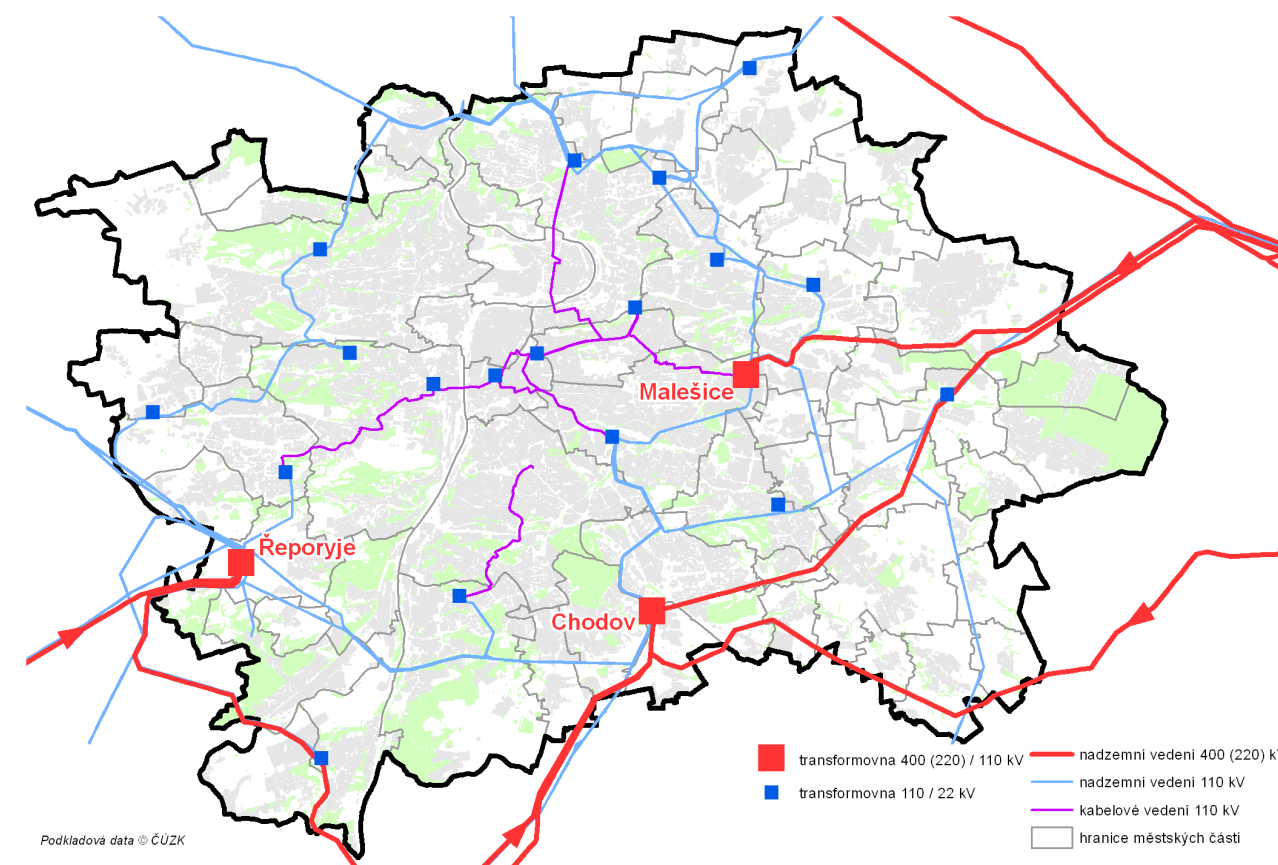 Malešice
Řeporyje
Chodov
transformovna 400 (220) / 110 kV
transformovna 110 / 22 kV
nadzemní vedení 400 (220) kV
nadzemní vedení 110 kV
kabelové vedení 110 kV
hranice městských částí
Podkladová data © ČÚZK